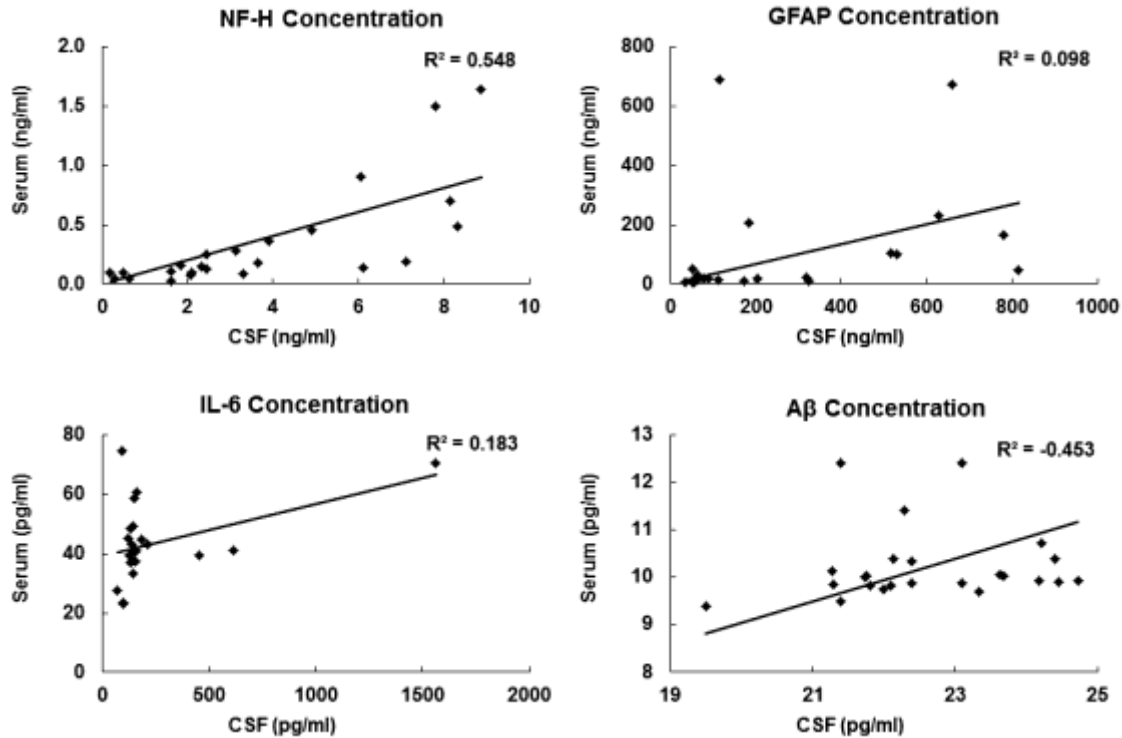 NF-H Concentration
R² = 0.548
2.0
1.5
1.0
0.5
0.0
Serum (ng/ml)
0 2 4 6 8 10
CSF (ng/ml)
GFAP Concentration
R² = 0.098
800
600
400
200
0
Serum (ng/ml)
0 200 400 600 800 1000
CSF (ng/ml)
IL-6 Concentration
R² = 0.183
80
60
40
20
0
Serum (pg/ml)
0 500 1000 1500 2000
CSF (pg/ml)
Aβ Concentration
R² = -0.453
13
12
11
10
9
8
Serum (pg/ml)
19 21 23 25
CSF (pg/ml)